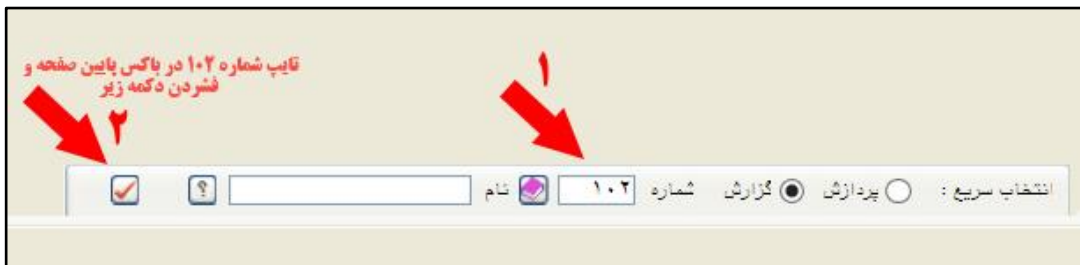 تایپ شماره ۱۰۲ در باکس پایین صفحه و
فشردن دکمه زیر
۱
۲
انتخاب سریع : پردازش گزارش شماره ۱۰۲ نام ؟